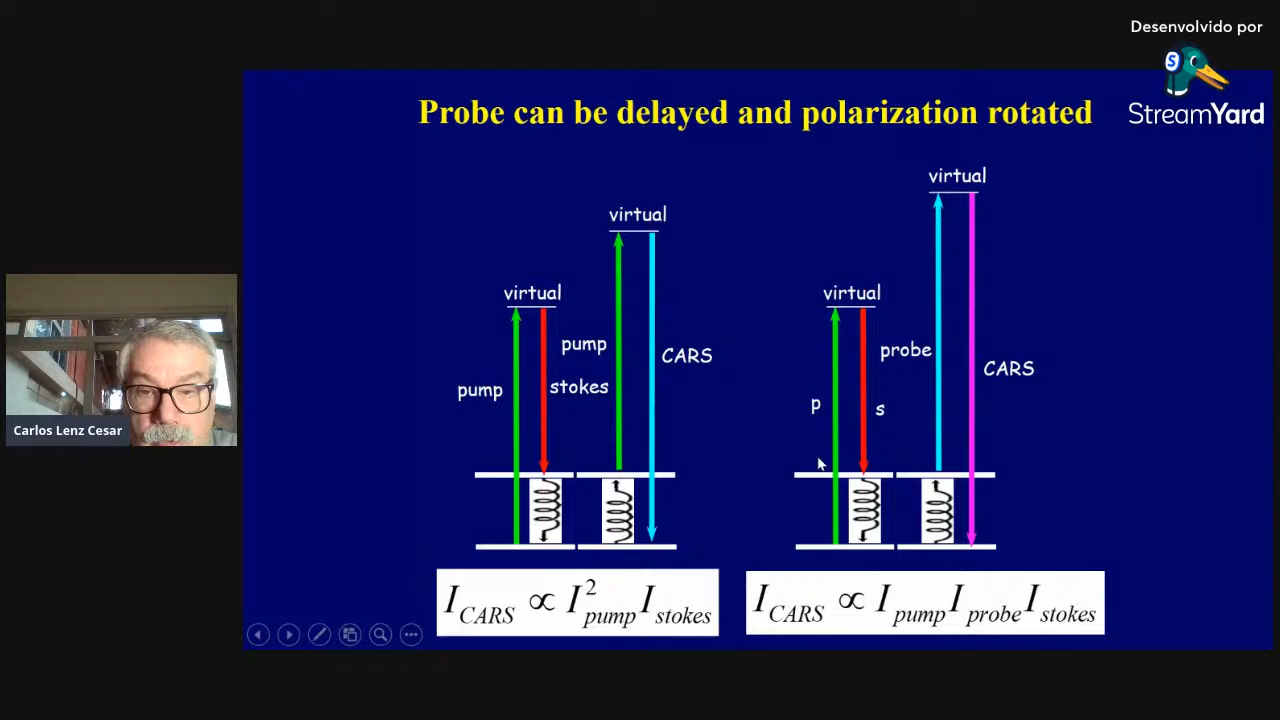 Desenvolvido por
StreamYard
Probe can be delayed and polarization rotated
virtual
virtual
virtual
virtual
pump
stokes
pump
CARS
p
s
probe
CARS
Carlos Lenz Cesar
I_CARS ∝ I²_pump I_stokes
I_CARS ∝ I_pump I_probe I_stokes